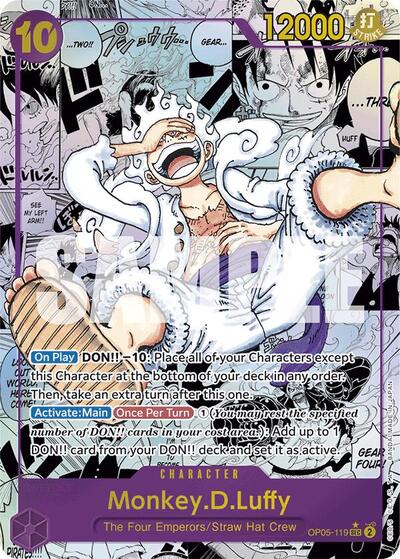 10
...TWO!!
GEAR...
12000
打
STRIKE
...THR
HUFF
SEE
MY LEFT
ARM!!
SAMPLE
On Play DON!! −10: Place all of your Characters except
this Character at the bottom of your deck in any order.
Then, take an extra turn after this one.
Activate:Main Once Per Turn ① (You may rest the specified
number of DON!! cards in your cost area.): Add up to 1
DON!! card from your DON!! deck and set it as active.
CHARACTER
Monkey.D.Luffy
The Four Emperors/Straw Hat Crew
OP05-119 SEC 2